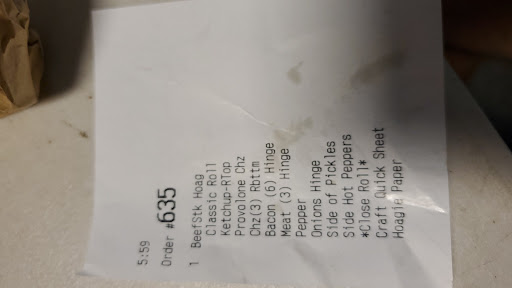 5:59
Order #635
1 BeefStk Hoag
Classic Roll
Ketchup-RTop
Provolone Chz
Chz(3) Rbttm
Bacon (6) Hinge
Meat (3) Hinge
Pepper
Onions Hinge
Side of Pickles
Side Hot Peppers
*Close Roll*
Craft Quick Sheet
Hoagie Paper